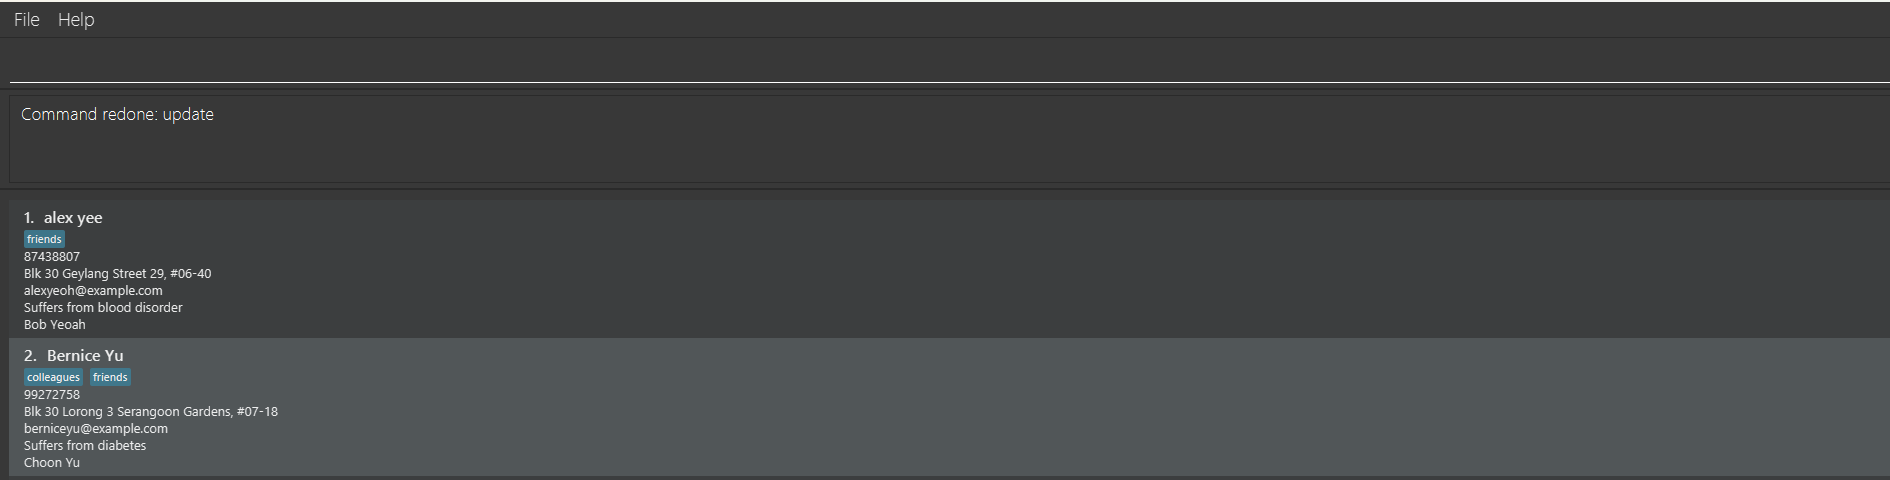 File Help
Command redone: update
1. alex yee
friends
87438807
Blk 30 Geylang Street 29, #06-40
alexyeoh@example.com
Suffers from blood disorder
Bob Yeoah
2. Bernice Yu
colleagues friends
99272758
Blk 30 Lorong 3 Serangoon Gardens, #07-18
berniceyu@example.com
Suffers from diabetes
Choon Yu